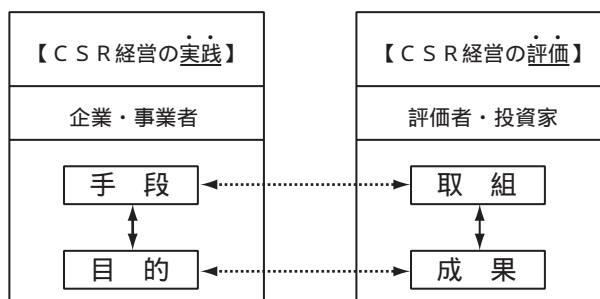 【ＣＳＲ経営の実践】
企業・事業者
手　段
目　的
【ＣＳＲ経営の評価】
評価者・投資家
取　組
成　果